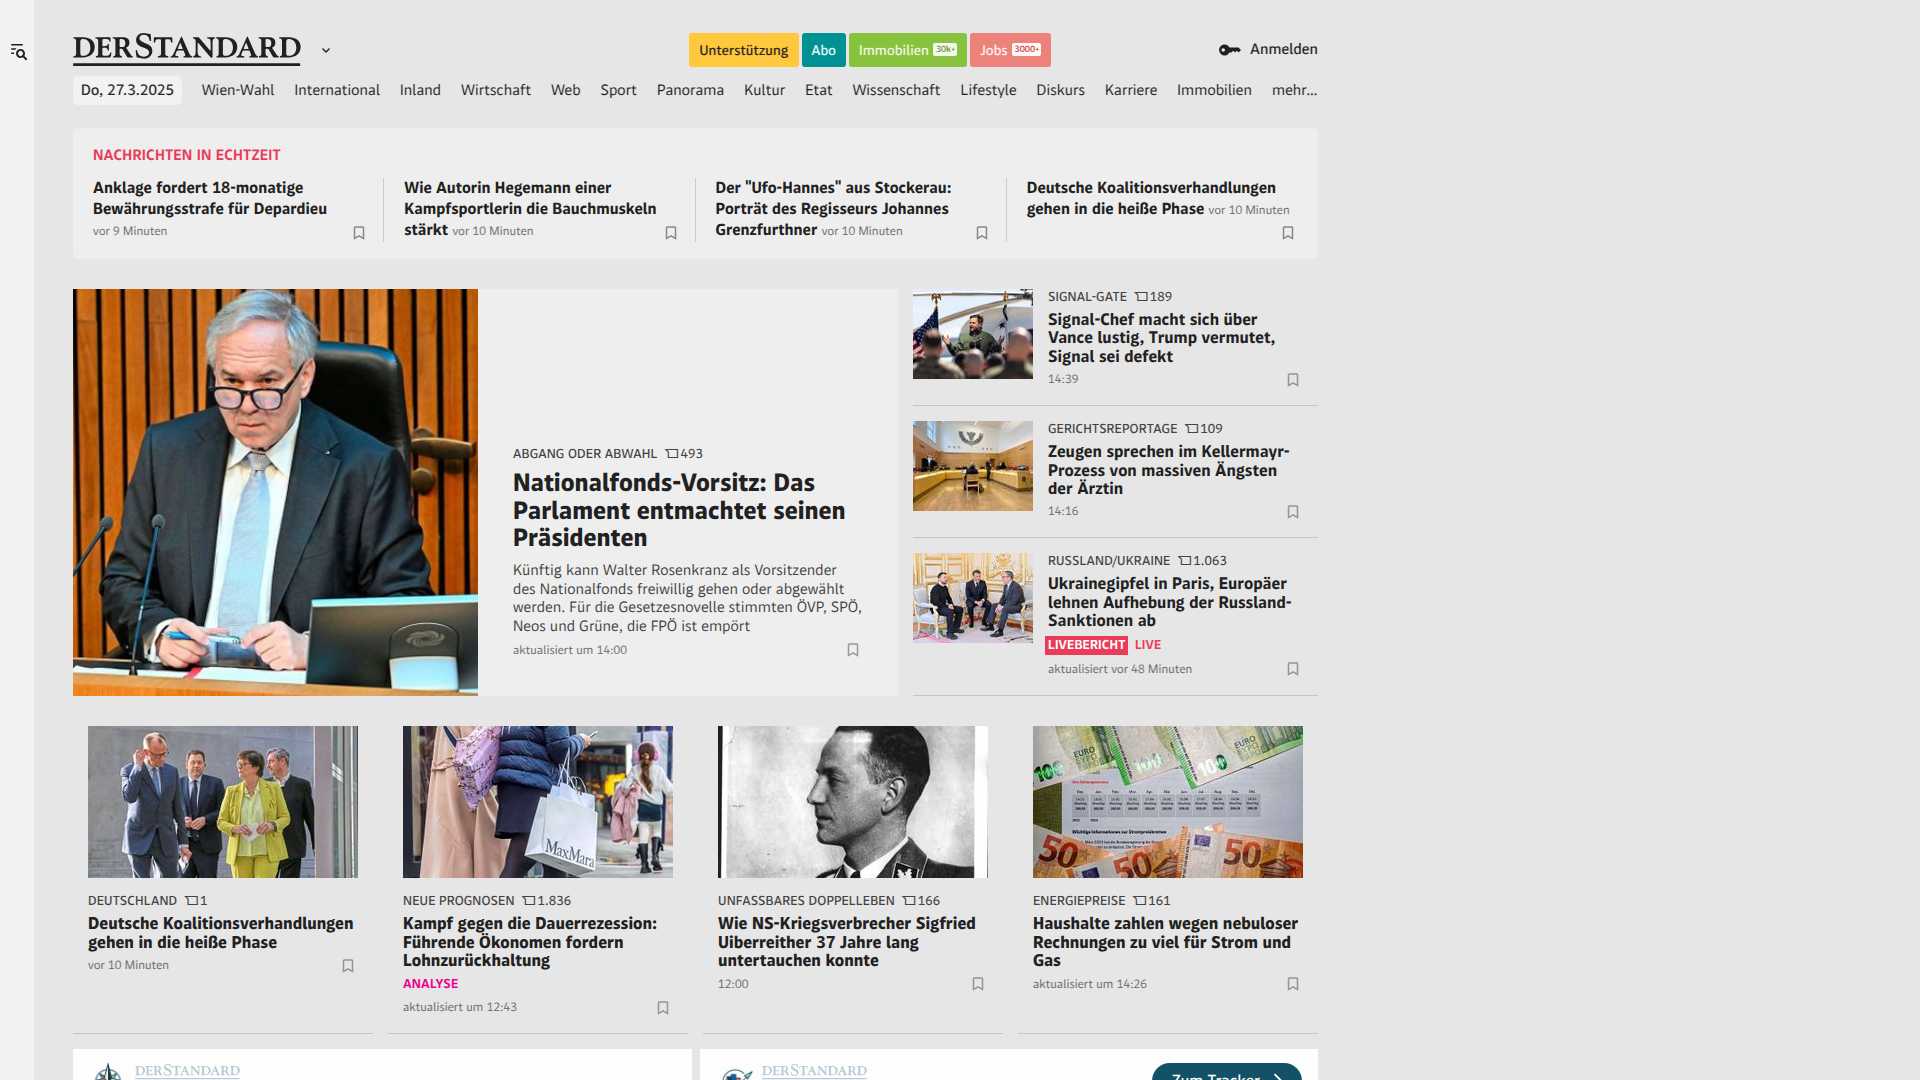 DERSTANDARD
Unterstützung
Abo
Immobilien 30k+
Jobs 3000+
Anmelden
Do, 27.3.2025
Wien-Wahl
International
Inland
Wirtschaft
Web
Sport
Panorama
Kultur
Etat
Wissenschaft
Lifestyle
Diskurs
Karriere
Immobilien
mehr...
NACHRICHTEN IN ECHTZEIT
Anklage fordert 18-monatige
Bewährungsstrafe für Depardieu
vor 9 Minuten
Wie Autorin Hegemann einer
Kampfsportlerin die Bauchmuskeln
stärkt vor 10 Minuten
Der "Ufo-Hannes" aus Stockerau:
Porträt des Regisseurs Johannes
Grenzfurthner vor 10 Minuten
Deutsche Koalitionsverhandlungen
gehen in die heiße Phase vor 10 Minuten
ABGANG ODER ABWAHL 493
Nationalfonds-Vorsitz: Das
Parlament entmachtet seinen
Präsidenten
Künftig kann Walter Rosenkranz als Vorsitzender
des Nationalfonds freiwillig gehen oder abgewählt
werden. Für die Gesetzesnovelle stimmten ÖVP, SPÖ,
Neos und Grüne, die FPÖ ist empört
aktualisiert um 14:00
SIGNAL-GATE 189
Signal-Chef macht sich über
Vance lustig, Trump vermutet,
Signal sei defekt
14:39
GERICHTSREPORTAGE 109
Zeugen sprechen im Kellermayr-
Prozess von massiven Ängsten
der Ärztin
14:16
RUSSLAND/UKRAINE 1.063
Ukrainegipfel in Paris, Europäer
lehnen Aufhebung der Russland-
Sanktionen ab
LIVEBERICHT LIVE
aktualisiert vor 48 Minuten
DEUTSCHLAND 1
Deutsche Koalitionsverhandlungen
gehen in die heiße Phase
vor 10 Minuten
MaxMara
NEUE PROGNOSEN 1.836
Kampf gegen die Dauerrezession:
Führende Ökonomen fordern
Lohnzurückhaltung
ANALYSE
aktualisiert um 12:43
UNFASSBARES DOPPELLEBEN 166
Wie NS-Kriegsverbrecher Sigfried
Uiberreither 37 Jahre lang
untertauchen konnte
12:00
EURO
100
100
EURO
100
50
50
50
ENERGIEPREISE 161
Haushalte zahlen wegen nebuloser
Rechnungen zu viel für Strom und
Gas
aktualisiert um 14:26
DERSTANDARD
DERSTANDARD
Zum Tracker